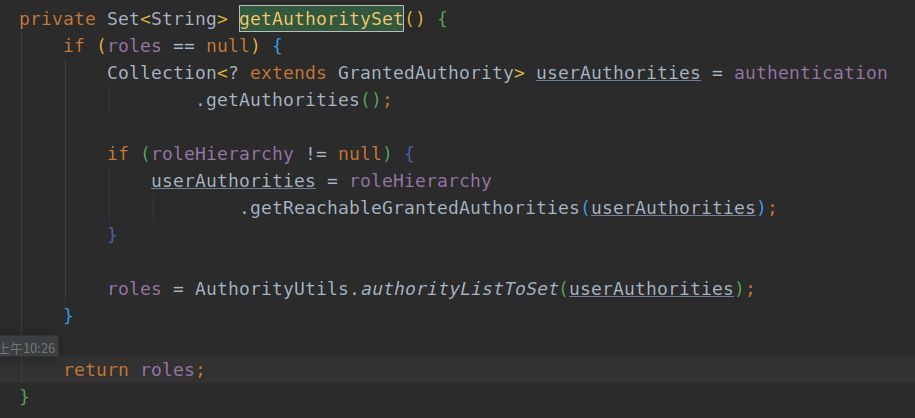 private Set<String> getAuthoritySet() {
if (roles == null) {
Collection<? extends GrantedAuthority> userAuthorities = authentication
.getAuthorities();
if (roleHierarchy != null) {
userAuthorities = roleHierarchy
.getReachableGrantedAuthorities(userAuthorities);
}
roles = AuthorityUtils.authorityListToSet(userAuthorities);
}
上午10:26
return roles;
}